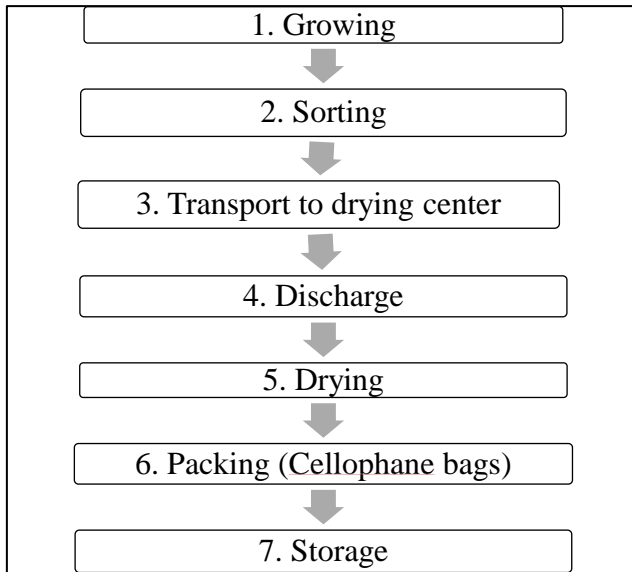 1. Growing
2. Sorting
3. Transport to drying center
4. Discharge
5. Drying
6. Packing (Cellophane bags)
7. Storage